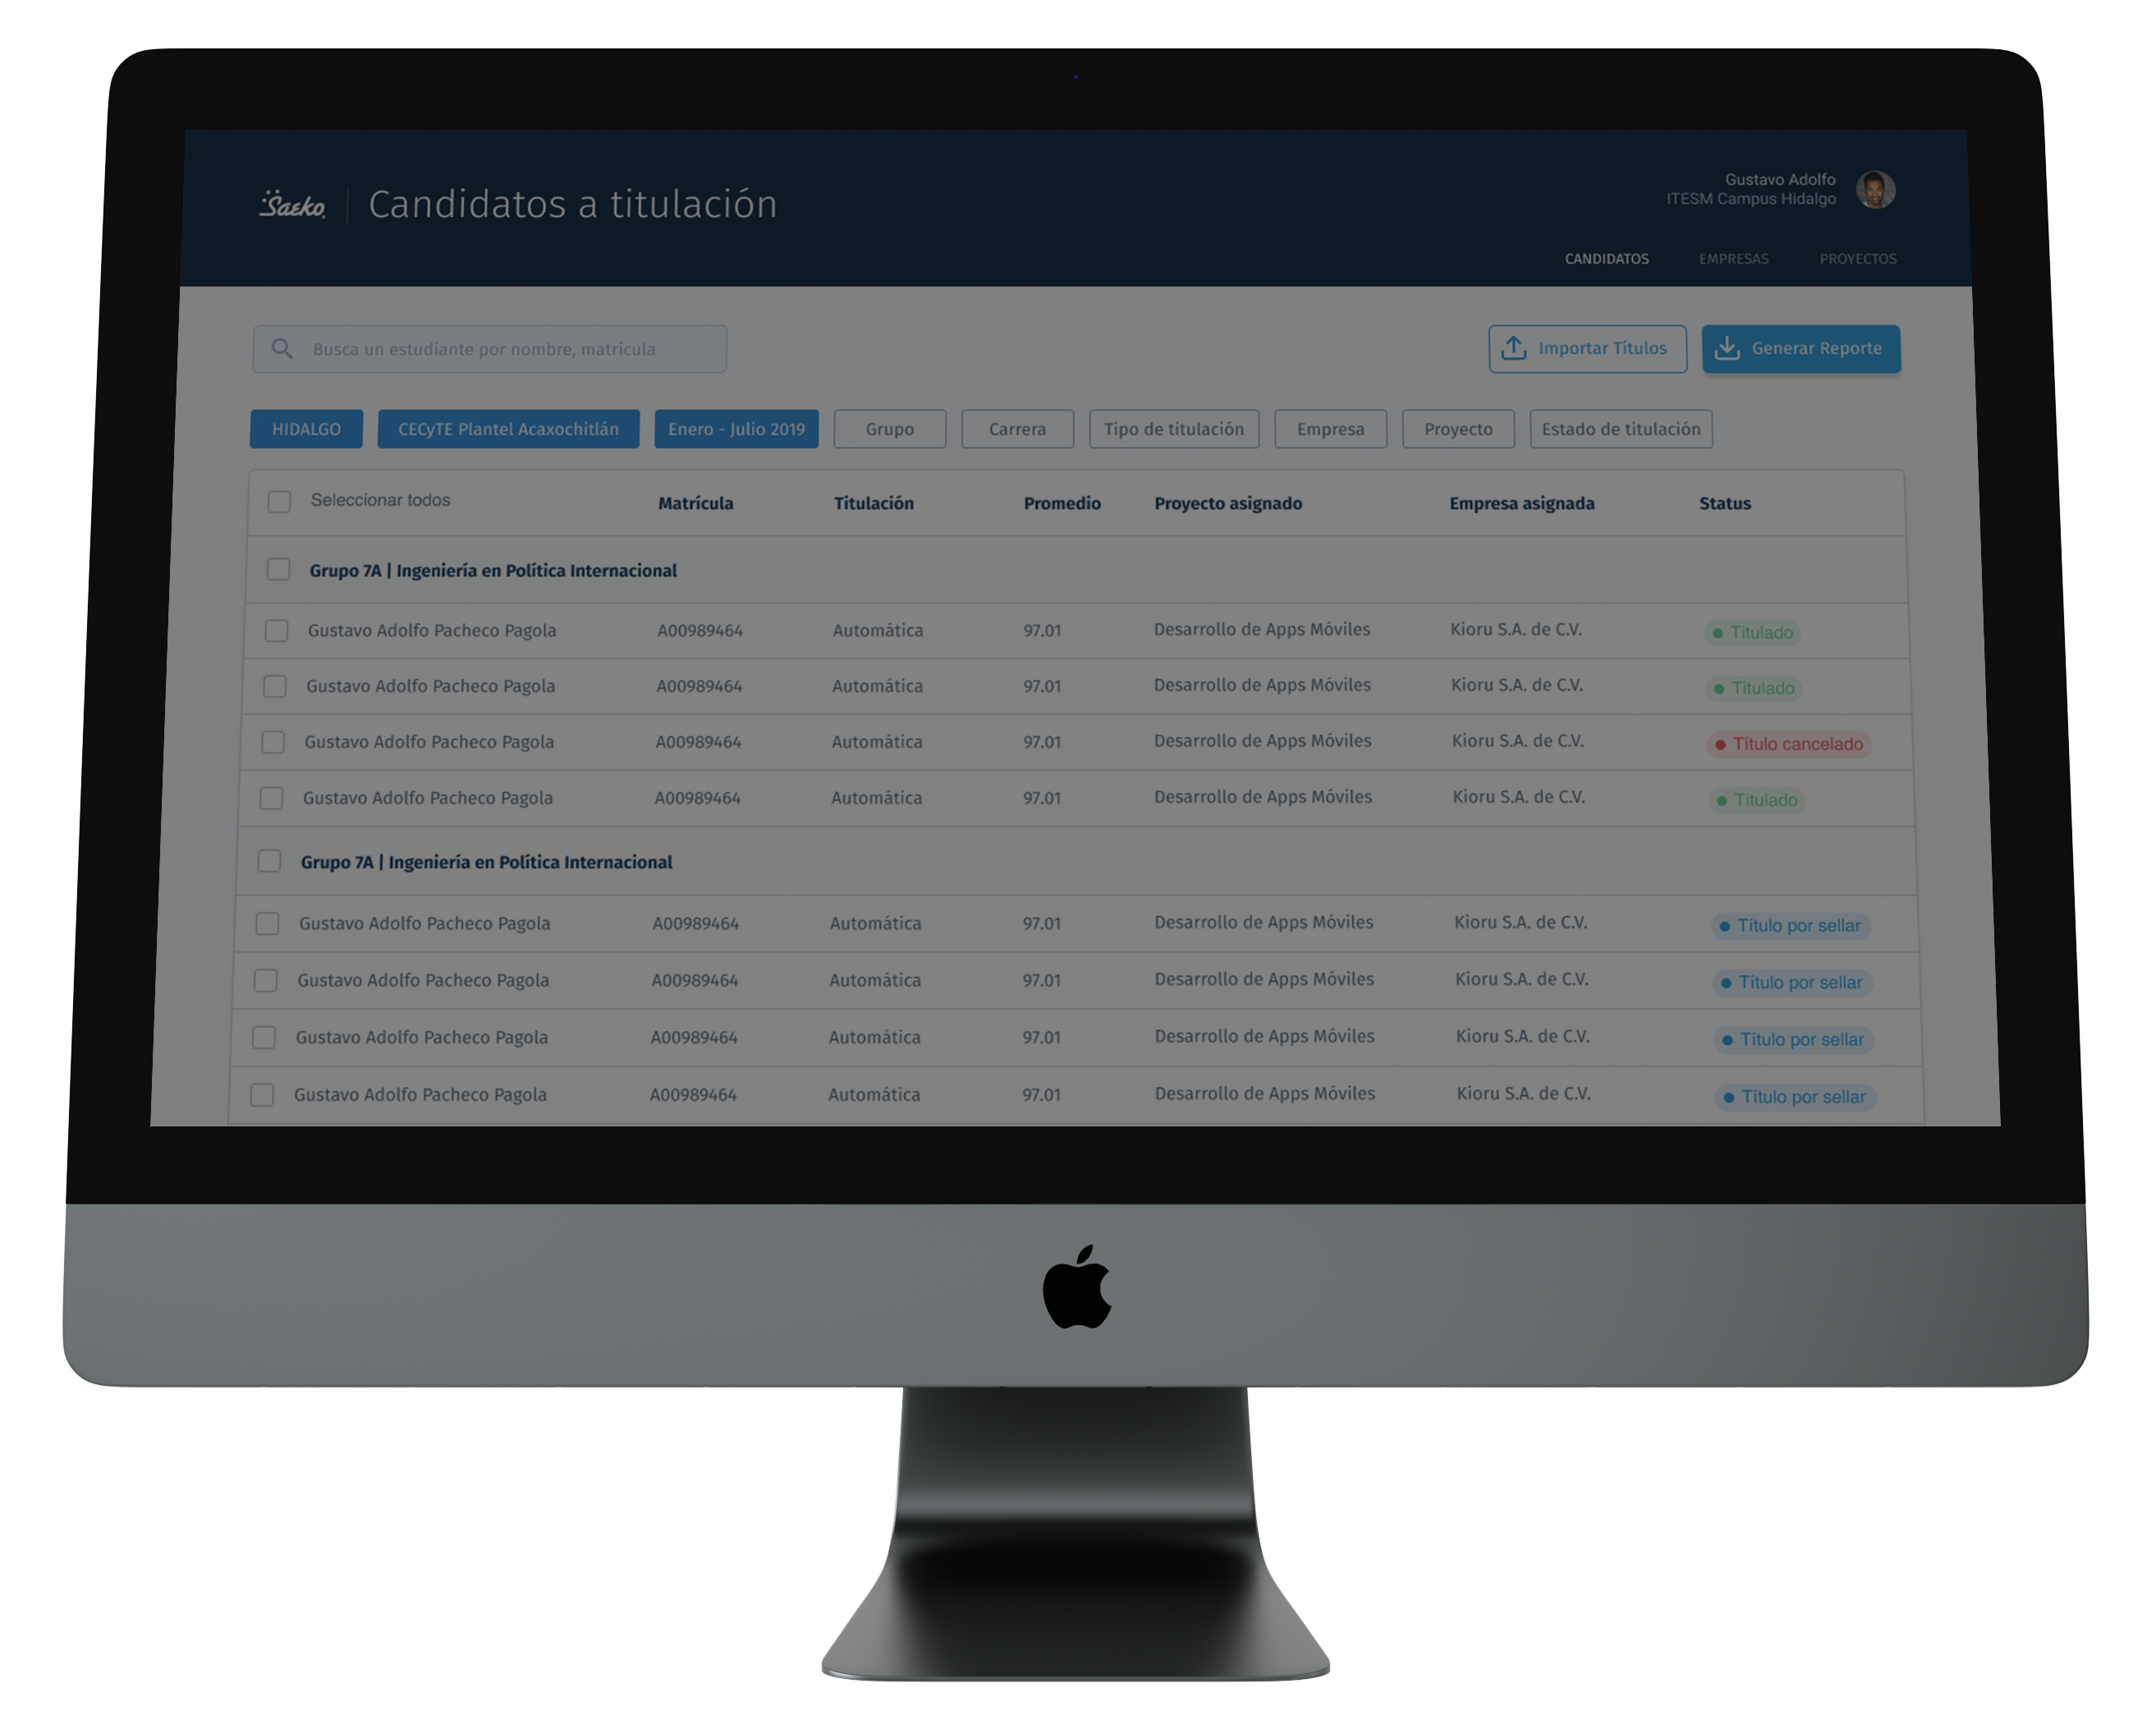 Saeko
Candidatos a titulación
Gustavo Adolfo
ITESM Campus Hidalgo
CANDIDATOS EMPRESAS PROYECTOS
Busca un estudiante por nombre, matrícula
Importar Títulos
Generar Reporte
HIDALGO CECyTE Plantel Acaxochitlán Enero - Julio 2019 Grupo Carrera Tipo de titulación Empresa Proyecto Estado de titulación
Seleccionar todos Matrícula Titulación Promedio Proyecto asignado Empresa asignada Status
Grupo 7A | Ingeniería en Política Internacional
Gustavo Adolfo Pacheco Pagola A00989464 Automática 97.01 Desarrollo de Apps Móviles Kioru S.A. de C.V. Titulado
Gustavo Adolfo Pacheco Pagola A00989464 Automática 97.01 Desarrollo de Apps Móviles Kioru S.A. de C.V. Titulado
Gustavo Adolfo Pacheco Pagola A00989464 Automática 97.01 Desarrollo de Apps Móviles Kioru S.A. de C.V. Título cancelado
Gustavo Adolfo Pacheco Pagola A00989464 Automática 97.01 Desarrollo de Apps Móviles Kioru S.A. de C.V. Titulado
Grupo 7A | Ingeniería en Política Internacional
Gustavo Adolfo Pacheco Pagola A00989464 Automática 97.01 Desarrollo de Apps Móviles Kioru S.A. de C.V. Título por sellar
Gustavo Adolfo Pacheco Pagola A00989464 Automática 97.01 Desarrollo de Apps Móviles Kioru S.A. de C.V. Título por sellar
Gustavo Adolfo Pacheco Pagola A00989464 Automática 97.01 Desarrollo de Apps Móviles Kioru S.A. de C.V. Título por sellar
Gustavo Adolfo Pacheco Pagola A00989464 Automática 97.01 Desarrollo de Apps Móviles Kioru S.A. de C.V. Título por sellar